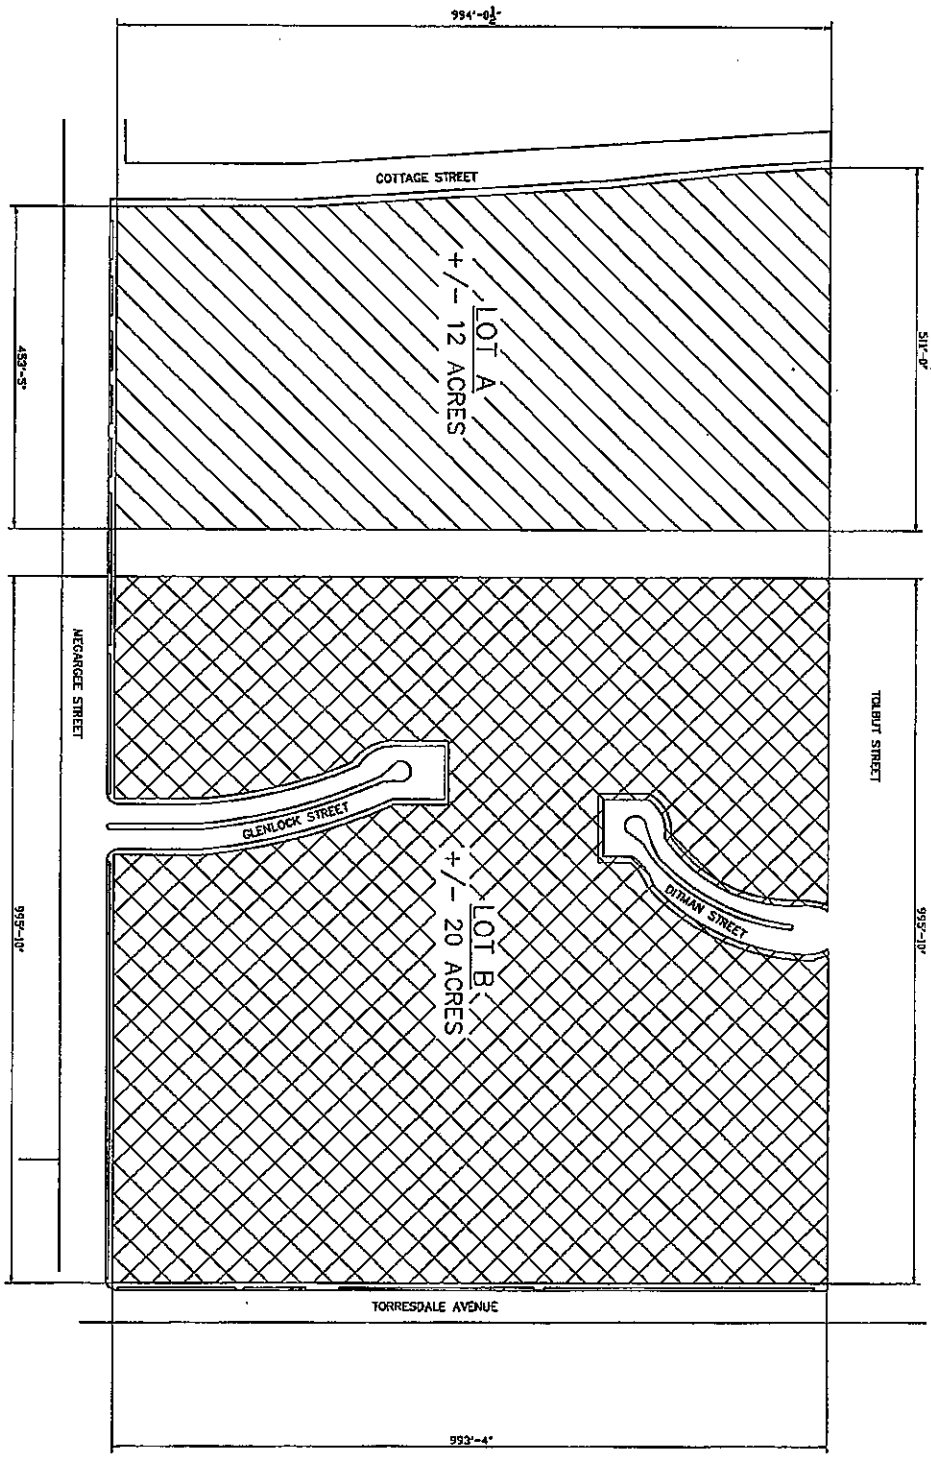 994'-0½"
COTTAGE STREET
LOT A
+/- 12 ACRES
453'-5"
511'-0"
MEGARGEE STREET
TOLBUT STREET
GLENLOCK STREET
DITMAN STREET
LOT B
+/- 20 ACRES
995'-10"
995'-10"
TORRESDALE AVENUE
993'-4"